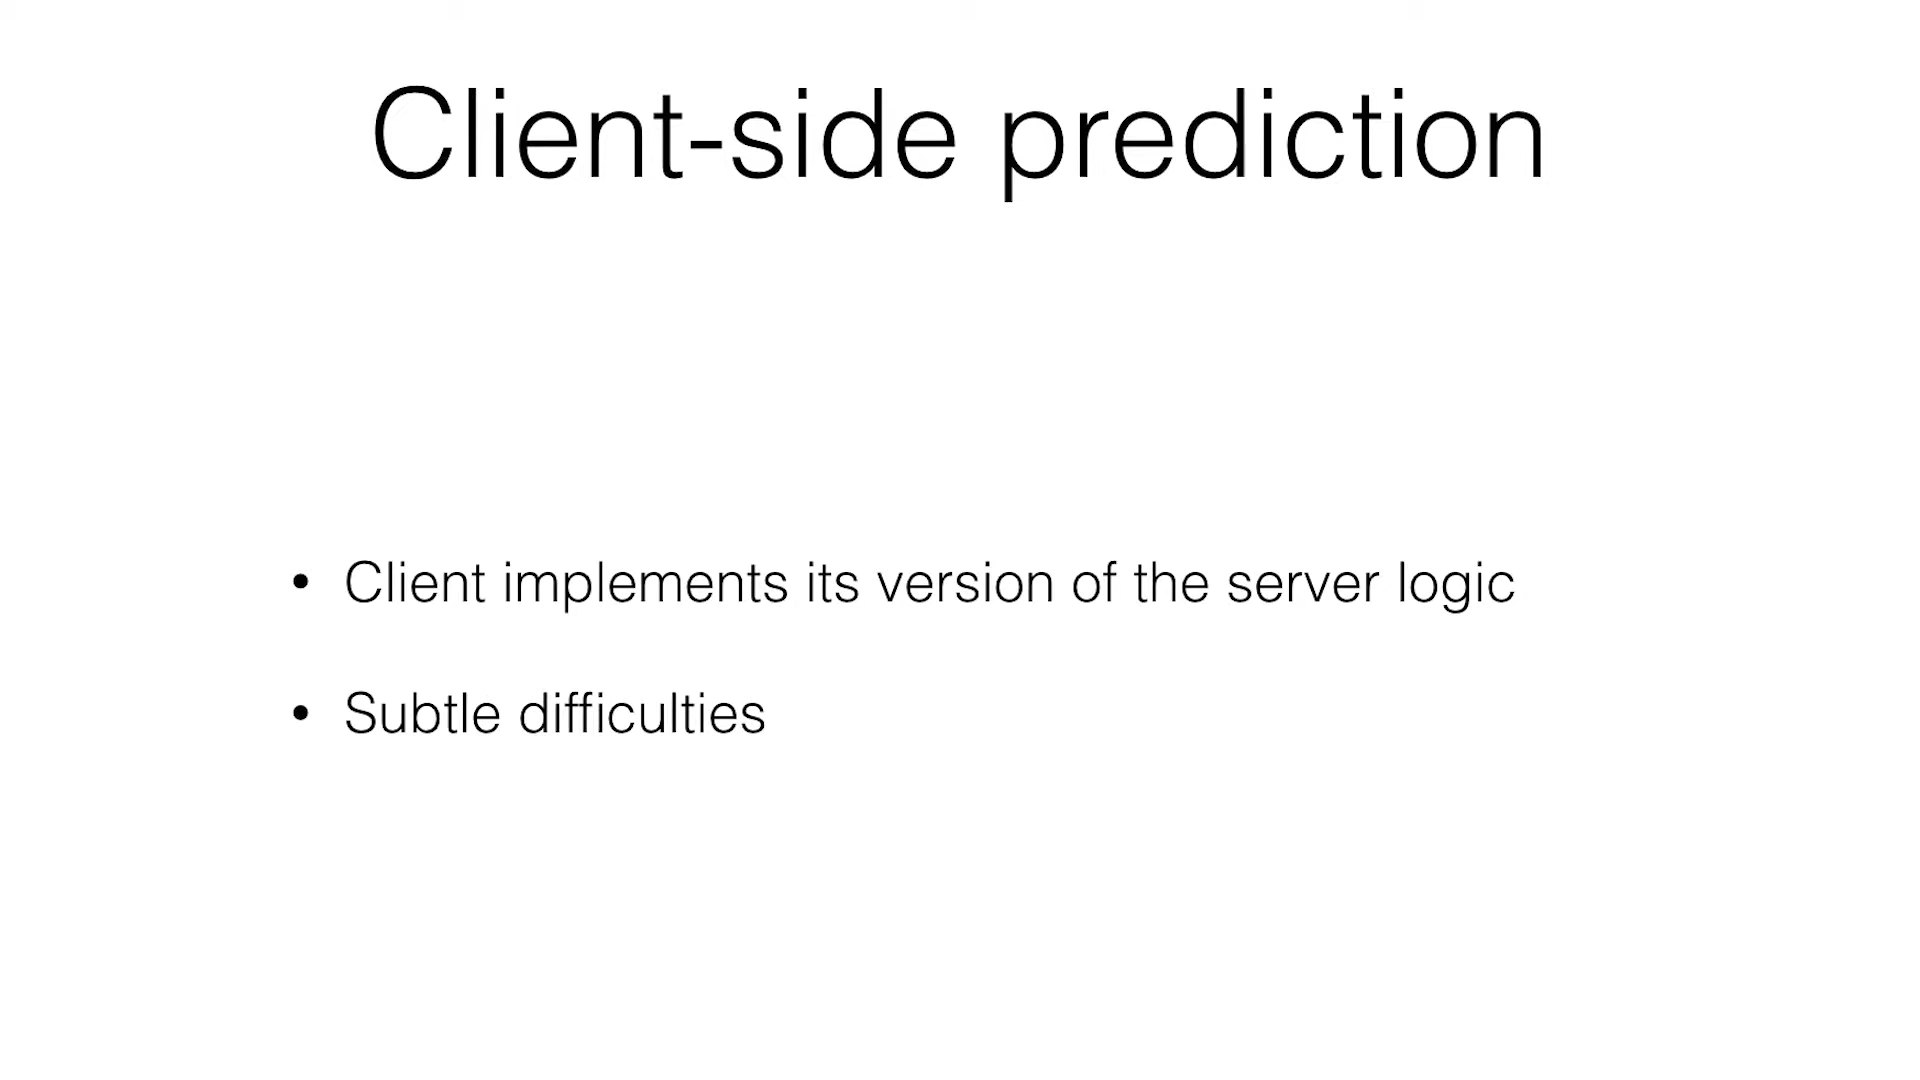 Client-side prediction
• Client implements its version of the server logic
• Subtle difficulties